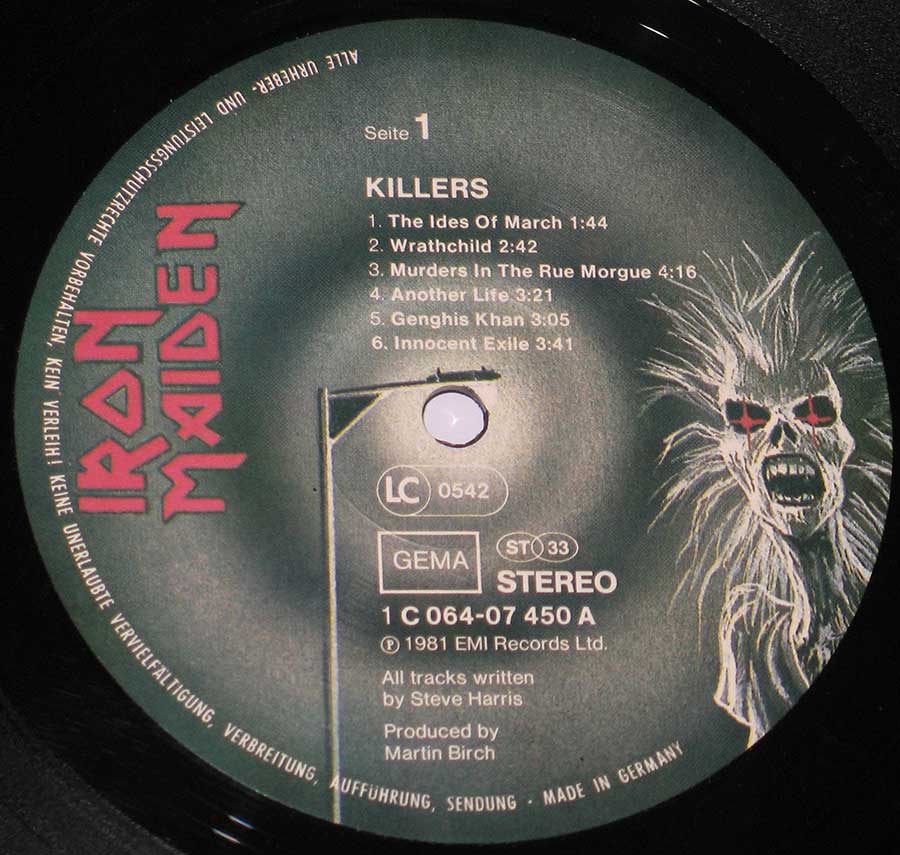 Seite 1
KILLERS
1. The Ides Of March 1:44
2. Wrathchild 2:42
3. Murders In The Rue Morgue 4:16
4. Another Life 3:21
5. Genghis Khan 3:05
6. Innocent Exile 3:41
IRON
MAIDEN
LC 0542
GEMA
ST 33
STEREO
1 C 064-07 450 A
Ⓟ 1981 EMI Records Ltd.
All tracks written
by Steve Harris
Produced by
Martin Birch
ALLE URHEBER- UND LEISTUNGSSCHUTZRECHTE VORBEHALTEN, KEIN VERLEIH! KEINE UNERLAUBTE VERVIELFÄLTIGUNG, VERBREITUNG, AUFFÜHRUNG, SENDUNG · MADE IN GERMANY